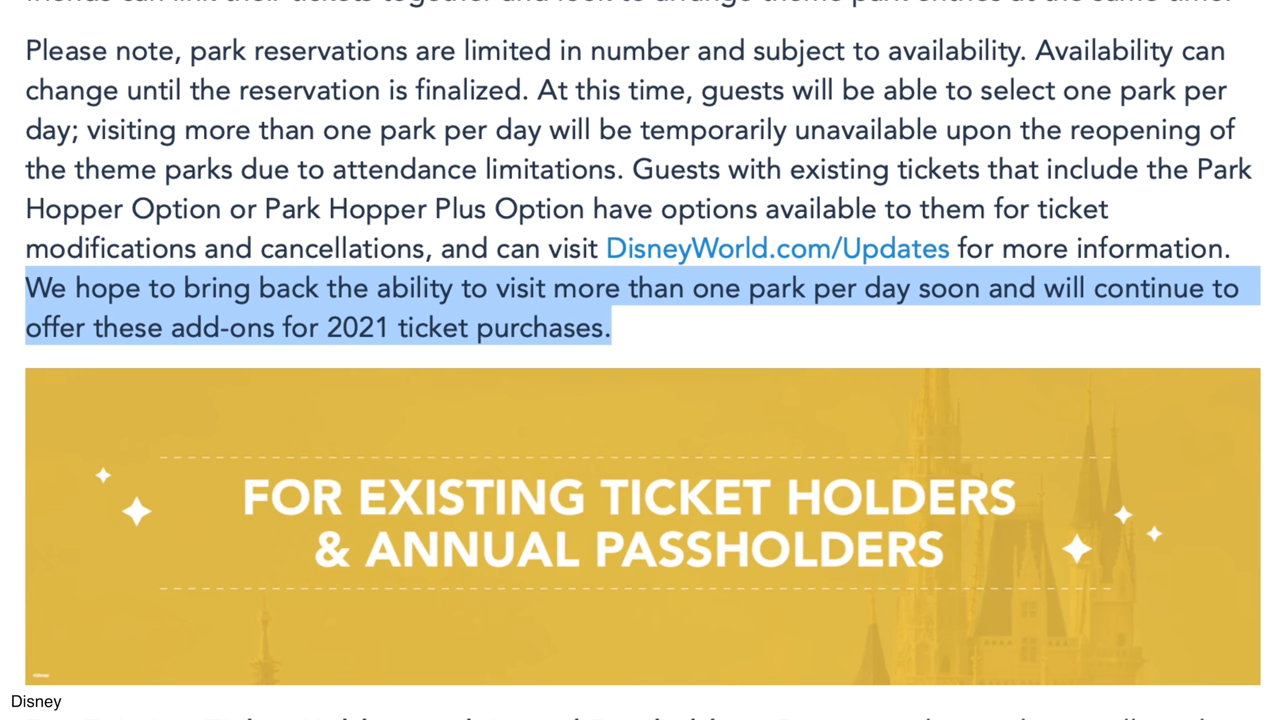 Please note, park reservations are limited in number and subject to availability. Availability can
change until the reservation is finalized. At this time, guests will be able to select one park per
day; visiting more than one park per day will be temporarily unavailable upon the reopening of
the theme parks due to attendance limitations. Guests with existing tickets that include the Park
Hopper Option or Park Hopper Plus Option have options available to them for ticket
modifications and cancellations, and can visit DisneyWorld.com/Updates for more information.
We hope to bring back the ability to visit more than one park per day soon and will continue to
offer these add-ons for 2021 ticket purchases.
FOR EXISTING TICKET HOLDERS
& ANNUAL PASSHOLDERS
Disney